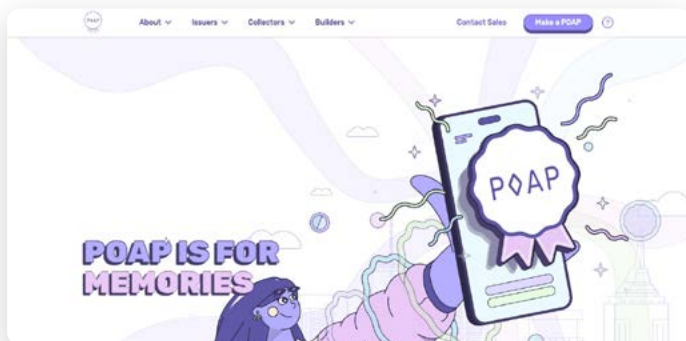 POAP
About
Issuers
Collectors
Builders
Contact Sales
Make a POAP
?
POAP
POAP IS FOR
MEMORIES